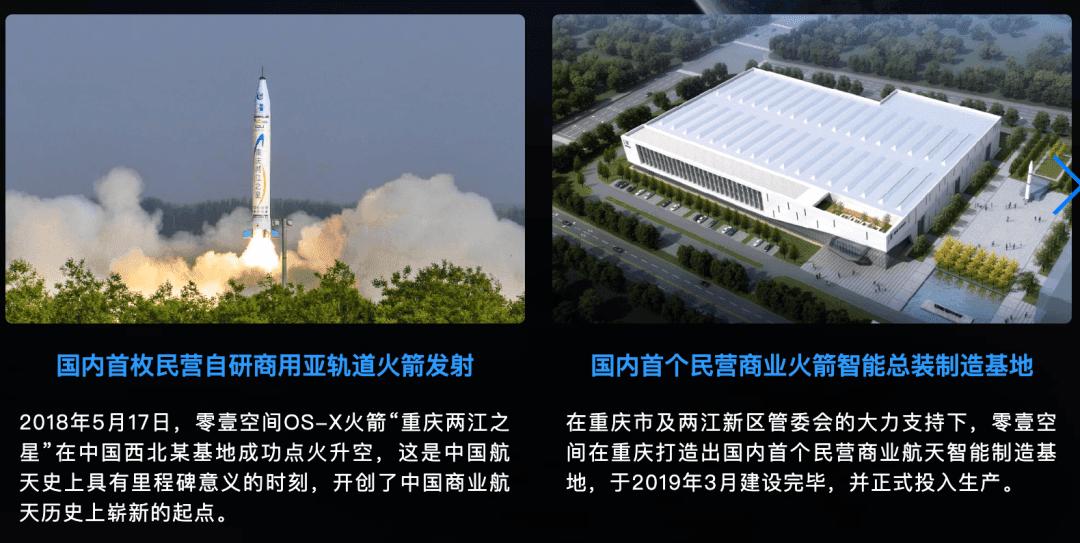 重庆两江之星
国内首枚民营自研商用亚轨道火箭发射
2018年5月17日，零壹空间OS-X火箭“重庆两江之
星”在中国西北某基地成功点火升空，这是中国航
天史上具有里程碑意义的时刻，开创了中国商业航
天历史上崭新的起点。
国内首个民营商业火箭智能总装制造基地
在重庆市及两江新区管委会的大力支持下，零壹空
间在重庆打造出国内首个民营商业航天智能制造基
地，于2019年3月建设完毕，并正式投入生产。